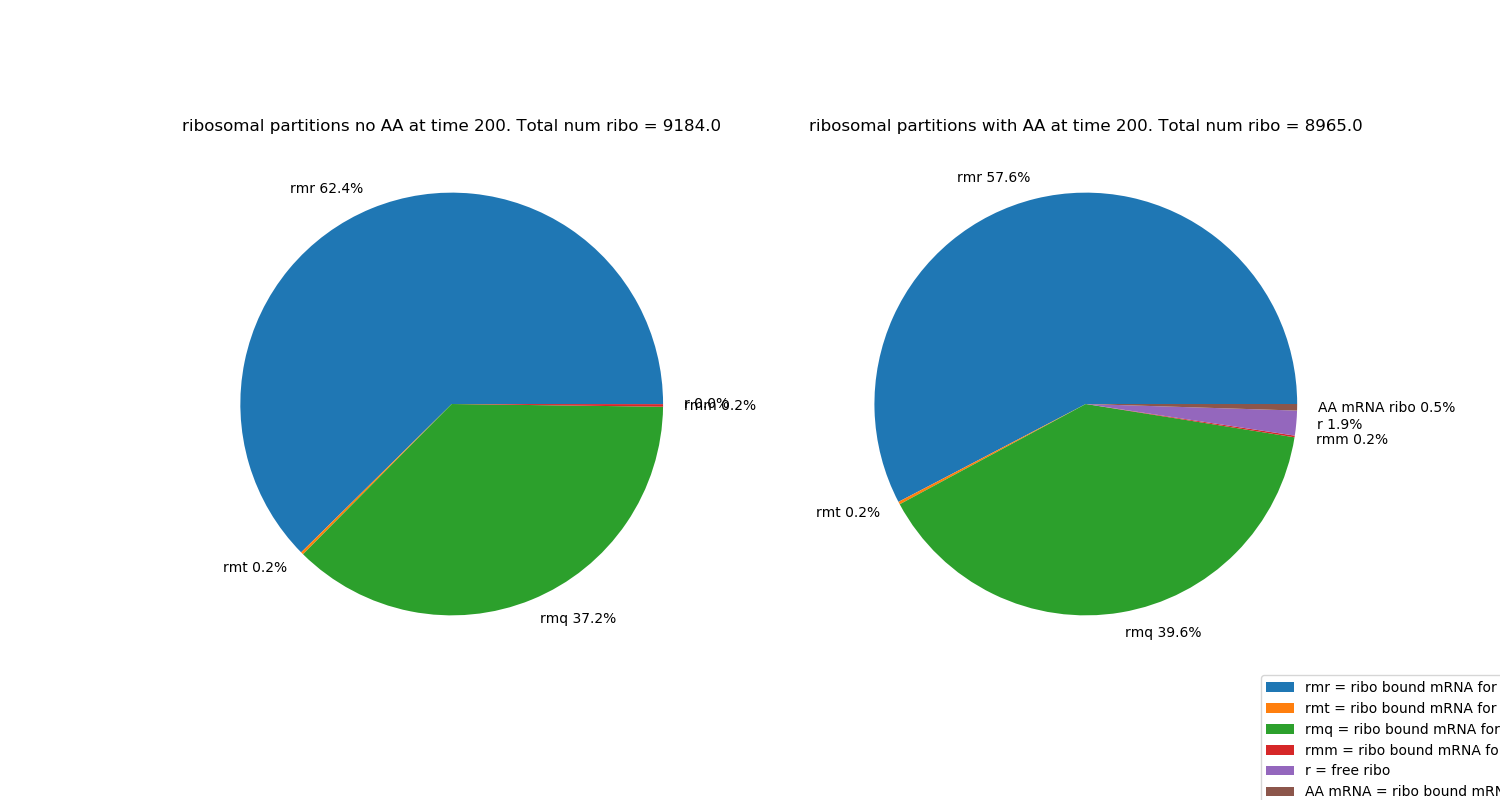 ribosomal partitions no AA at time 200. Total num ribo = 9184.0
rmr 62.4%
r 0.0%
rmm 0.2%
rmt 0.2%
rmq 37.2%
ribosomal partitions with AA at time 200. Total num ribo = 8965.0
rmr 57.6%
AA mRNA ribo 0.5%
r 1.9%
rmm 0.2%
rmt 0.2%
rmq 39.6%
rmr = ribo bound mRNA for
rmt = ribo bound mRNA for
rmq = ribo bound mRNA for
rmm = ribo bound mRNA fo
r = free ribo
AA mRNA = ribo bound mRN